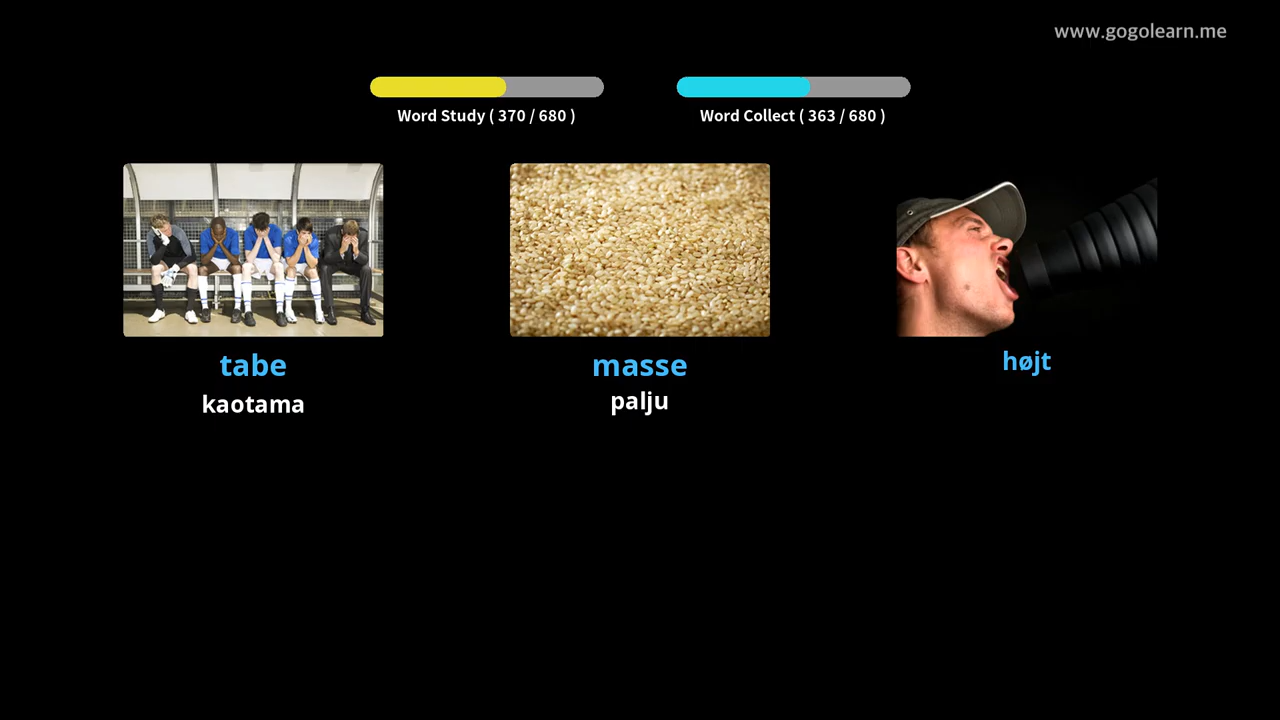 www.gogolearn.me
Word Study ( 370 / 680 )
Word Collect ( 363 / 680 )
tabe
kaotama
masse
palju
højt